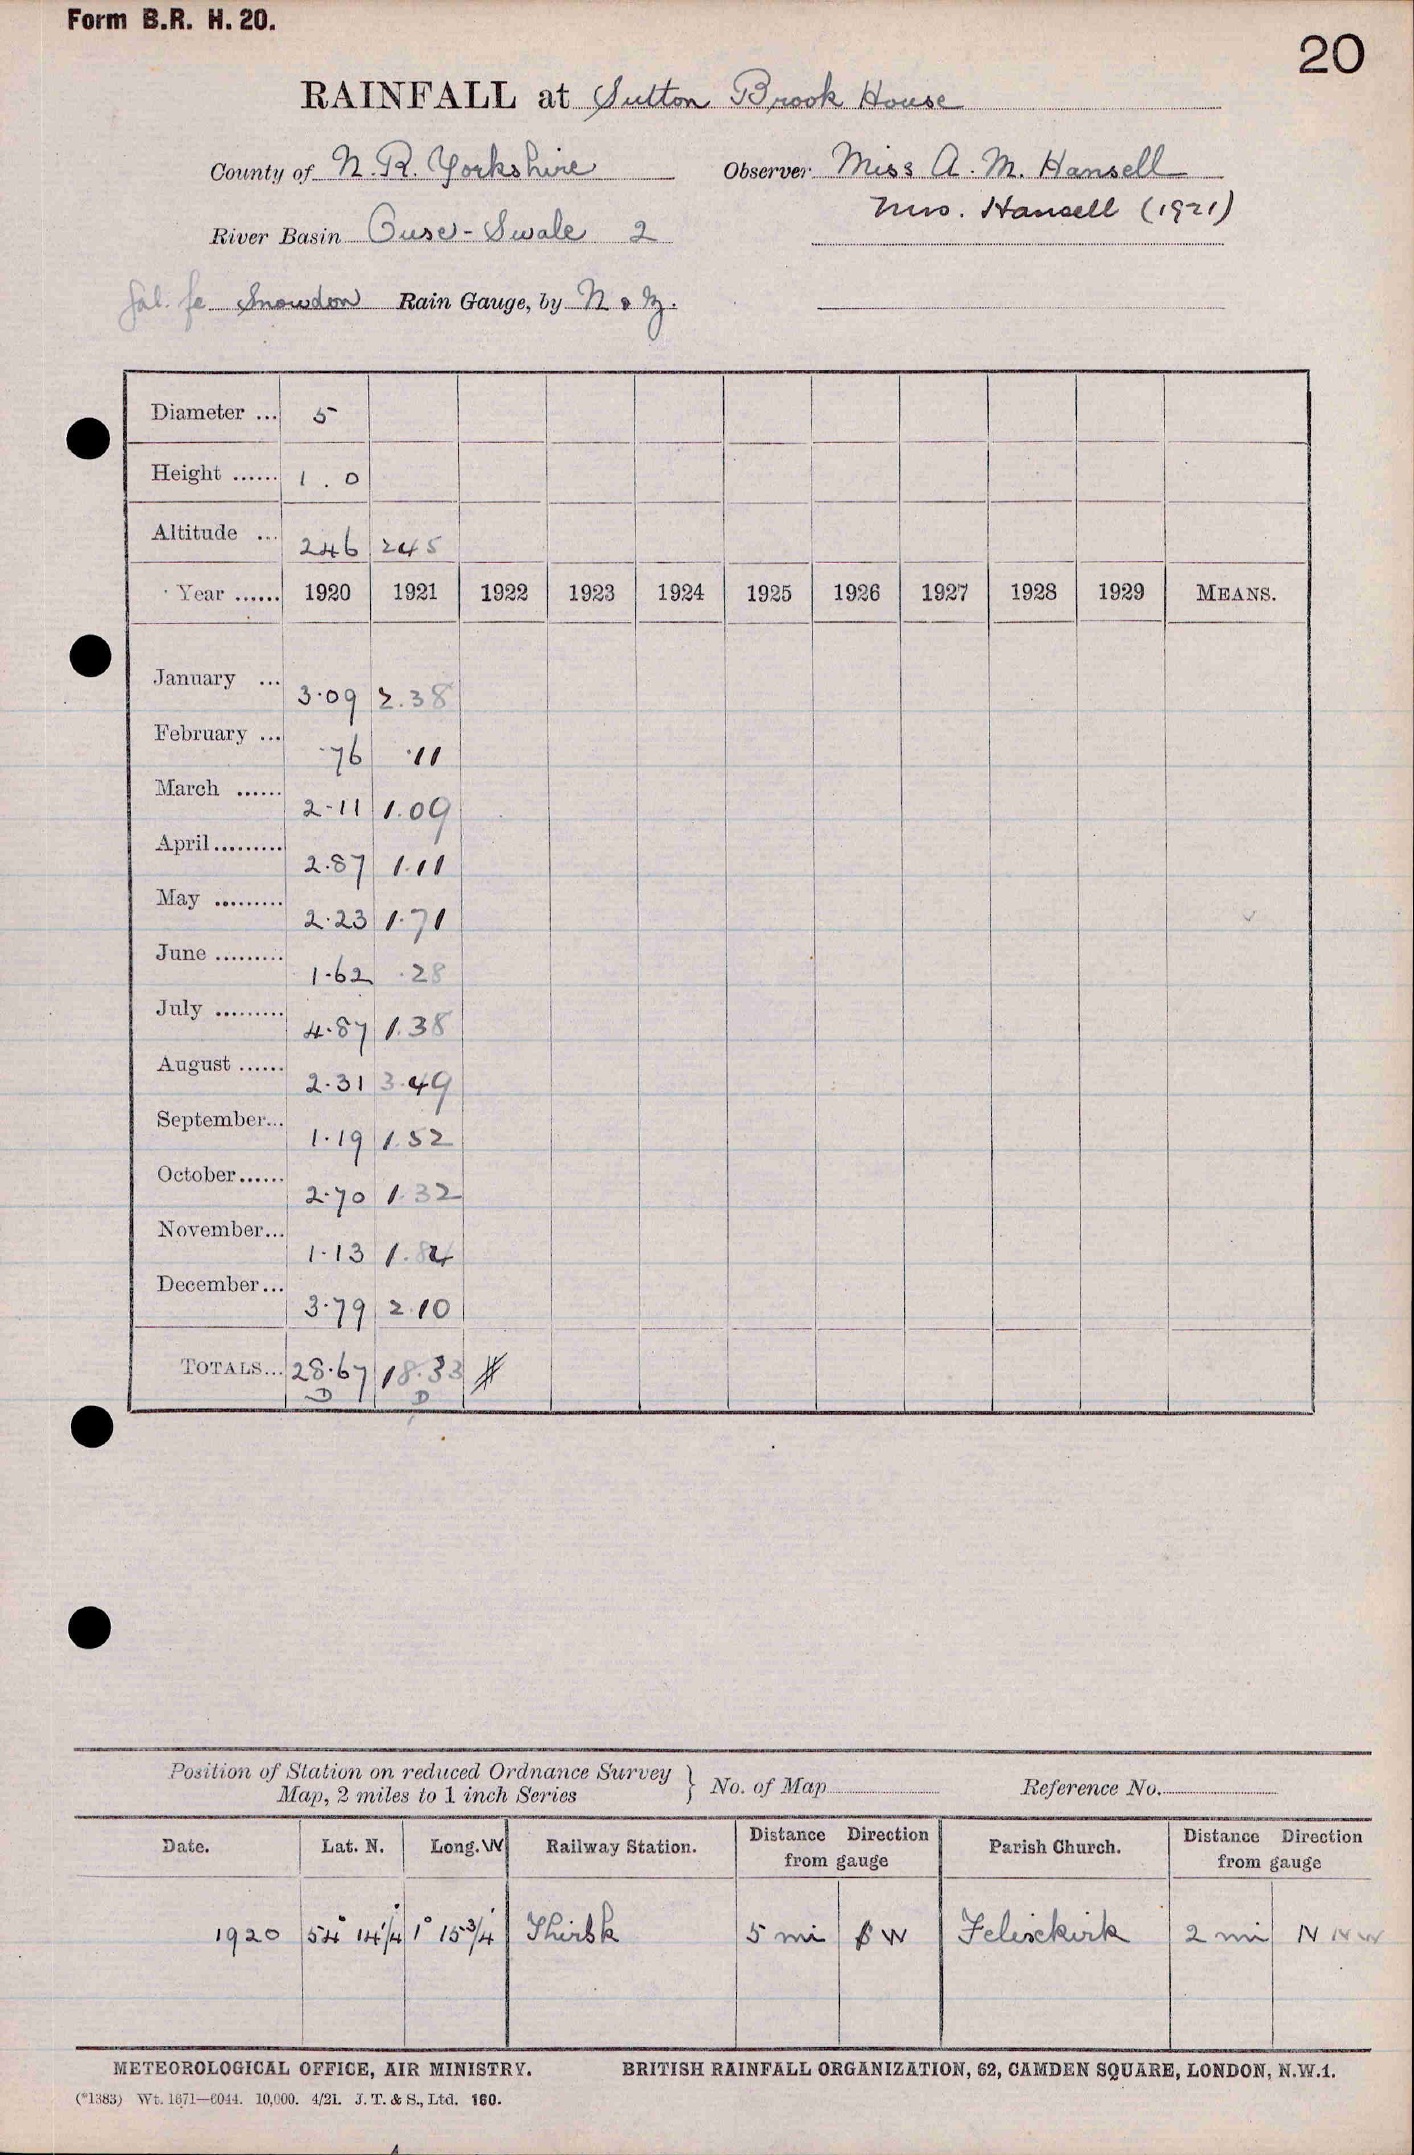 Form B.R. H. 20.
20
RAINFALL at Sutton Brook House
County of N.R. Yorkshire Observer Miss A. M. Hansell
Mrs. Hansell (1921)
River Basin Ouse-Swale 2
Snowdon Rain Gauge, by N & Z.
Diameter ... 5
Height ...... 1 . 0
Altitude ... 246 245
Year ...... 1920 1921 1922 1923 1924 1925 1926 1927 1928 1929 MEANS.
January ... 3.09 2.38
February ... .76 .11
March ...... 2.11 1.09
April ......... 2.87 1.11
May ......... 2.23 1.71
June ......... 1.62 .28
July ......... 4.87 1.38
August ...... 2.31 3.49
September... 1.19 1.52
October...... 2.70 1.32
November... 1.13 1.84
December... 3.79 2.10
TOTALS... 28.67 18.33
D D
Position of Station on reduced Ordnance Survey
Map, 2 miles to 1 inch Series } No. of Map Reference No.
Date. Lat. N. Long. W Railway Station. Distance Direction from gauge Parish Church. Distance Direction from gauge
1920 54° 14¼' 1° 15¾' Thirsk 5 mi W Feliskirk 2 mi N N W
METEOROLOGICAL OFFICE, AIR MINISTRY. BRITISH RAINFALL ORGANIZATION, 62, CAMDEN SQUARE, LONDON, N.W.1.
(*1383) Wt. 1671—6044. 10,000. 4/21. J. T. & S., Ltd. 160.